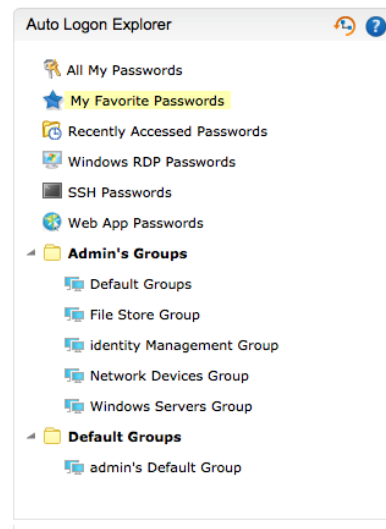 Auto Logon Explorer
All My Passwords
My Favorite Passwords
Recently Accessed Passwords
Windows RDP Passwords
SSH Passwords
Web App Passwords
Admin's Groups
Default Groups
File Store Group
identity Management Group
Network Devices Group
Windows Servers Group
Default Groups
admin's Default Group